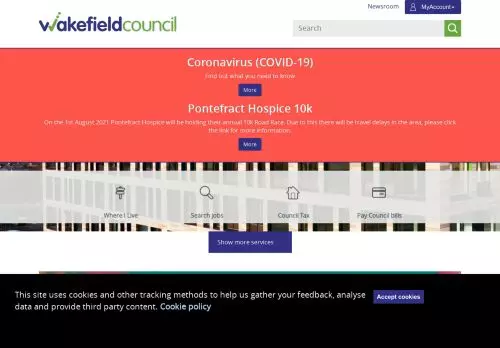 Newsroom
MyAccount
wakefieldcouncil
Search
Coronavirus (COVID-19)
Find out what you need to know
More
Pontefract Hospice 10k
On the 1st August 2021 Pontefract Hospice will be holding their annual 10K Road Race. Due to this there will be travel delays in the area, please click
the link for more information.
More
Where I Live
Search Jobs
Council Tax
Pay Council bills
Show more services
This site uses cookies and other tracking methods to help us gather your feedback, analyse
data and provide third party content. Cookie policy
Accept cookies